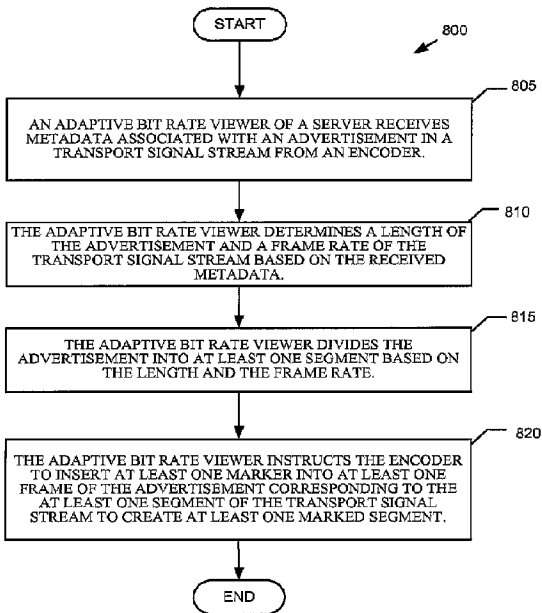 START
800
805
AN ADAPTIVE BIT RATE VIEWER OF A SERVER RECEIVES
METADATA ASSOCIATED WITH AN ADVERTISEMENT IN A
TRANSPORT SIGNAL STREAM FROM AN ENCODER.
810
THE ADAPTIVE BIT RATE VIEWER DETERMINES A LENGTH OF
THE ADVERTISEMENT AND A FRAME RATE OF THE
TRANSPORT SIGNAL STREAM BASED ON THE RECEIVED
METADATA.
815
THE ADAPTIVE BIT RATE VIEWER DIVIDES THE
ADVERTISEMENT INTO AT LEAST ONE SEGMENT BASED ON
THE LENGTH AND THE FRAME RATE.
820
THE ADAPTIVE BIT RATE VIEWER INSTRUCTS THE ENCODER
TO INSERT AT LEAST ONE MARKER INTO AT LEAST ONE
FRAME OF THE ADVERTISEMENT CORRESPONDING TO THE
AT LEAST ONE SEGMENT OF THE TRANSPORT SIGNAL
STREAM TO CREATE AT LEAST ONE MARKED SEGMENT.
END